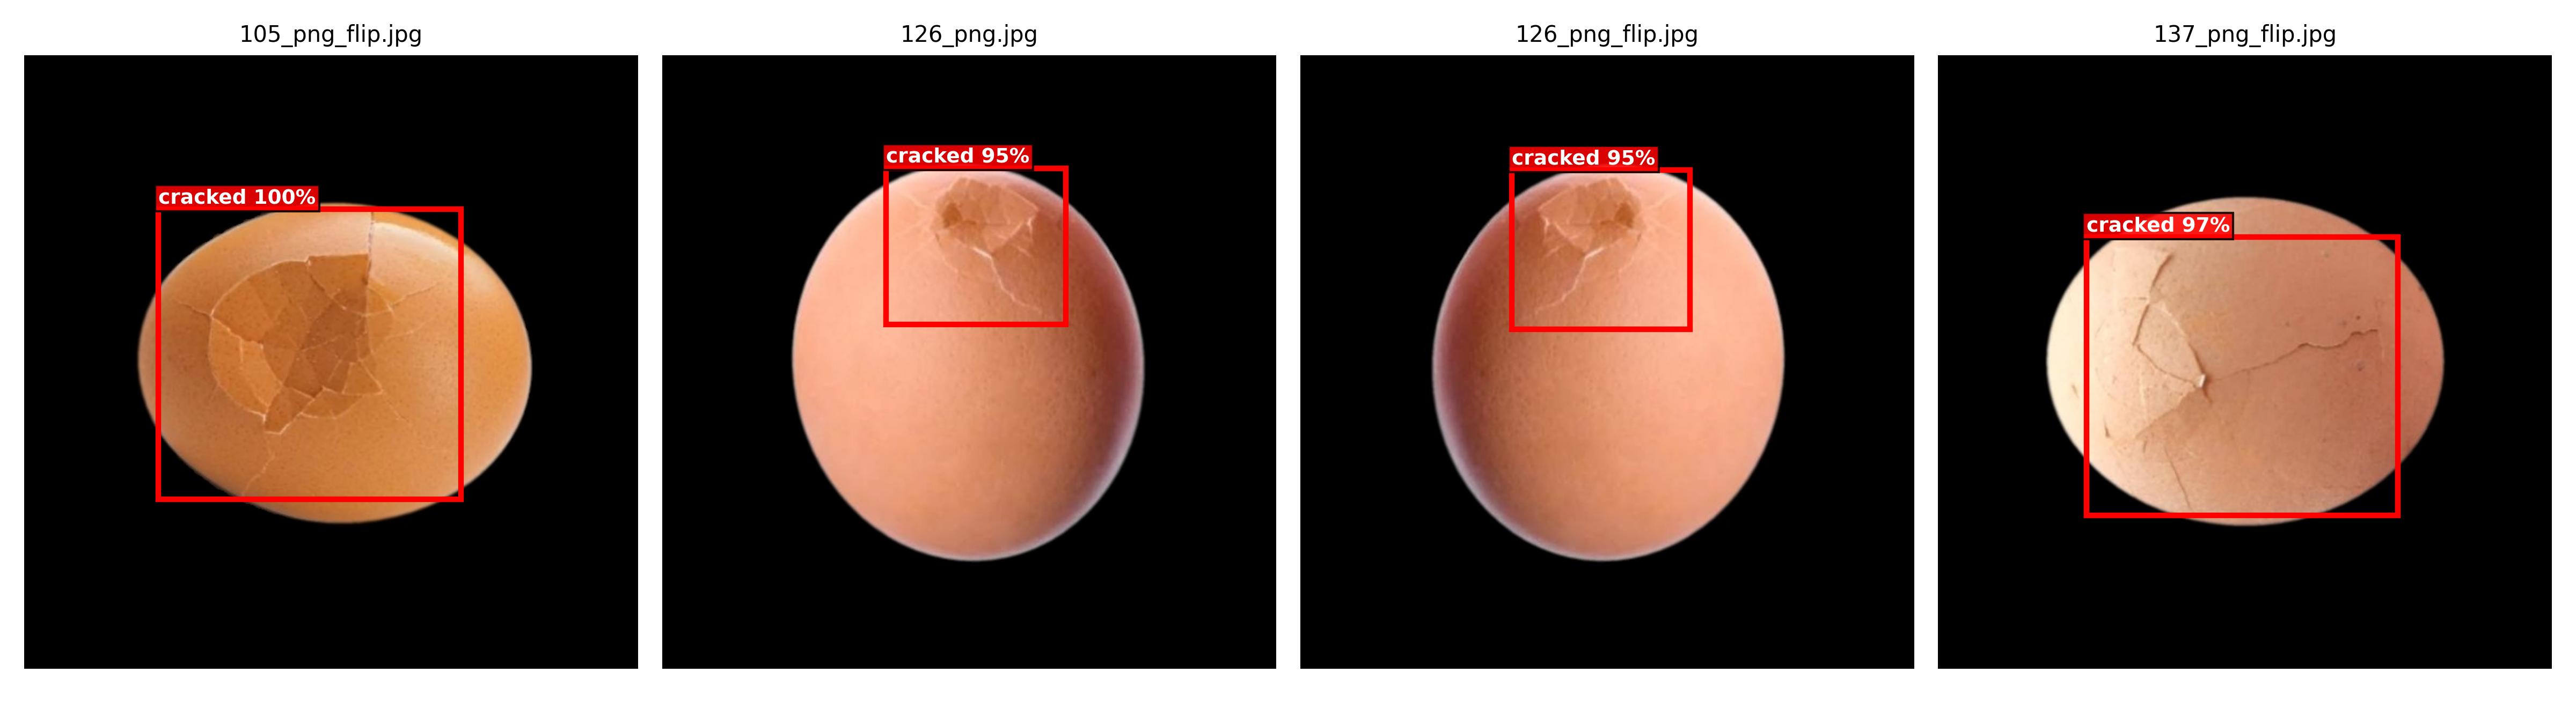 105_png_flip.jpg
126_png.jpg
126_png_flip.jpg
137_png_flip.jpg
cracked 100%
cracked 95%
cracked 95%
cracked 97%